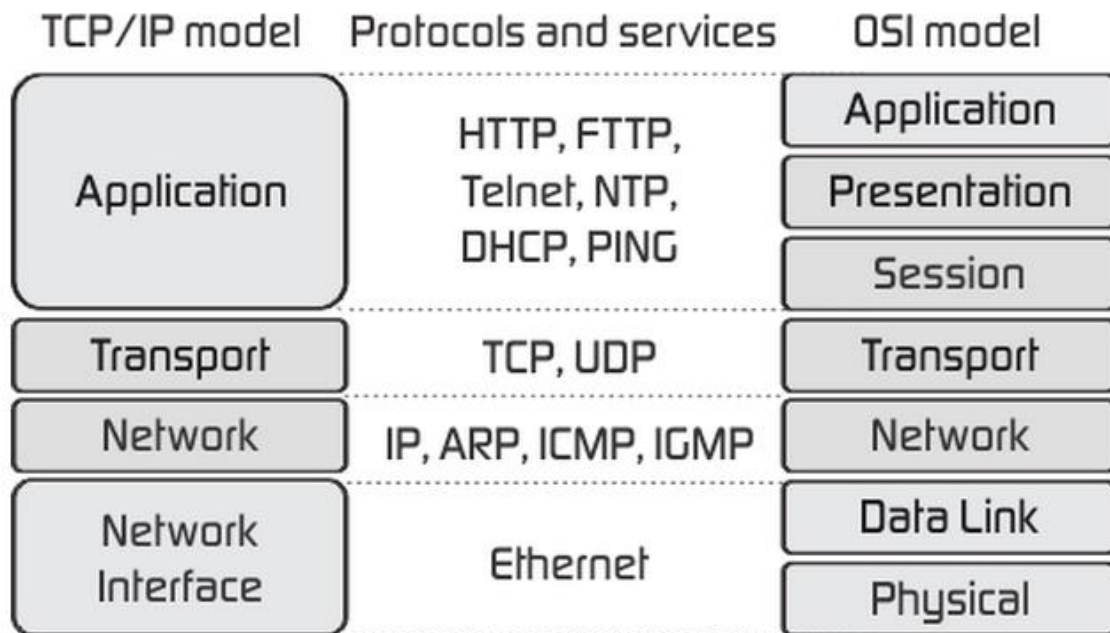 TCP/IP model Protocols and services OSI model
Application
HTTP, FTTP,
Telnet, NTP,
DHCP, PING
Application
Presentation
Session
Transport TCP, UDP Transport
Network IP, ARP, ICMP, IGMP Network
Network
Interface
Ethernet
Data Link
Physical